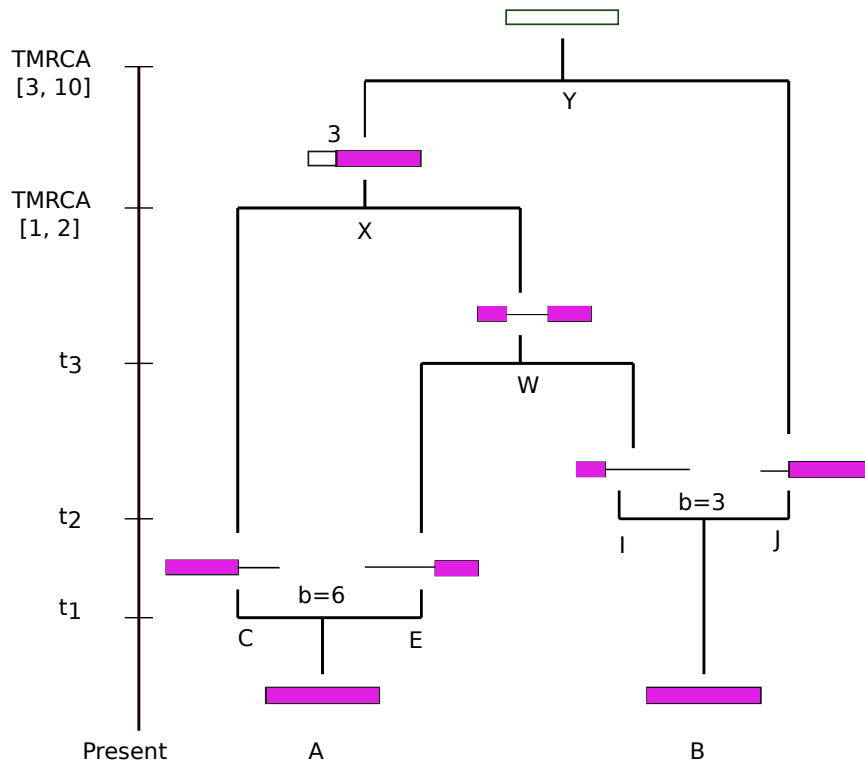 TMRCA
[3, 10]
Y
3
TMRCA
[1, 2]
X
t3
W
t2
b=3
I
J
t1
b=6
C
E
Present
A
B